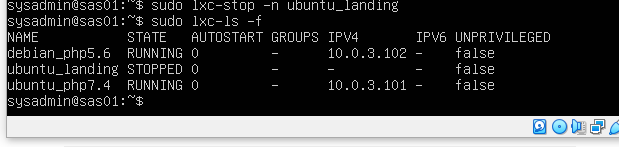 sysadmin@sas01:~$ sudo lxc-stop -n ubuntu_landing
sysadmin@sas01:~$ sudo lxc-ls -f
NAME           STATE   AUTOSTART GROUPS IPV4       IPV6 UNPRIVILEGED
debian_php5.6  RUNNING 0         -      10.0.3.102 -    false
ubuntu_landing STOPPED 0         -      -          -    false
ubuntu_php7.4  RUNNING 0         -      10.0.3.101 -    false
sysadmin@sas01:~$